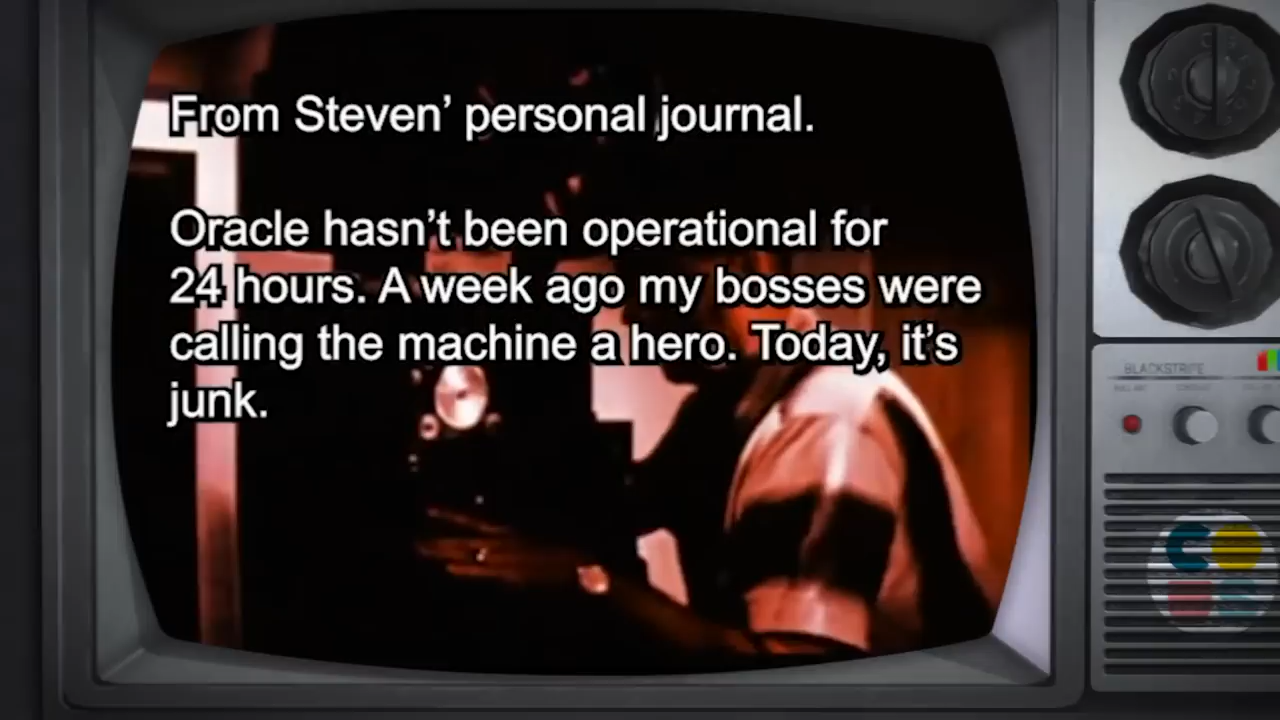 From Steven’ personal journal.
Oracle hasn’t been operational for
24 hours. A week ago my bosses were
calling the machine a hero. Today, it’s
junk.
BLACKSTRIPE